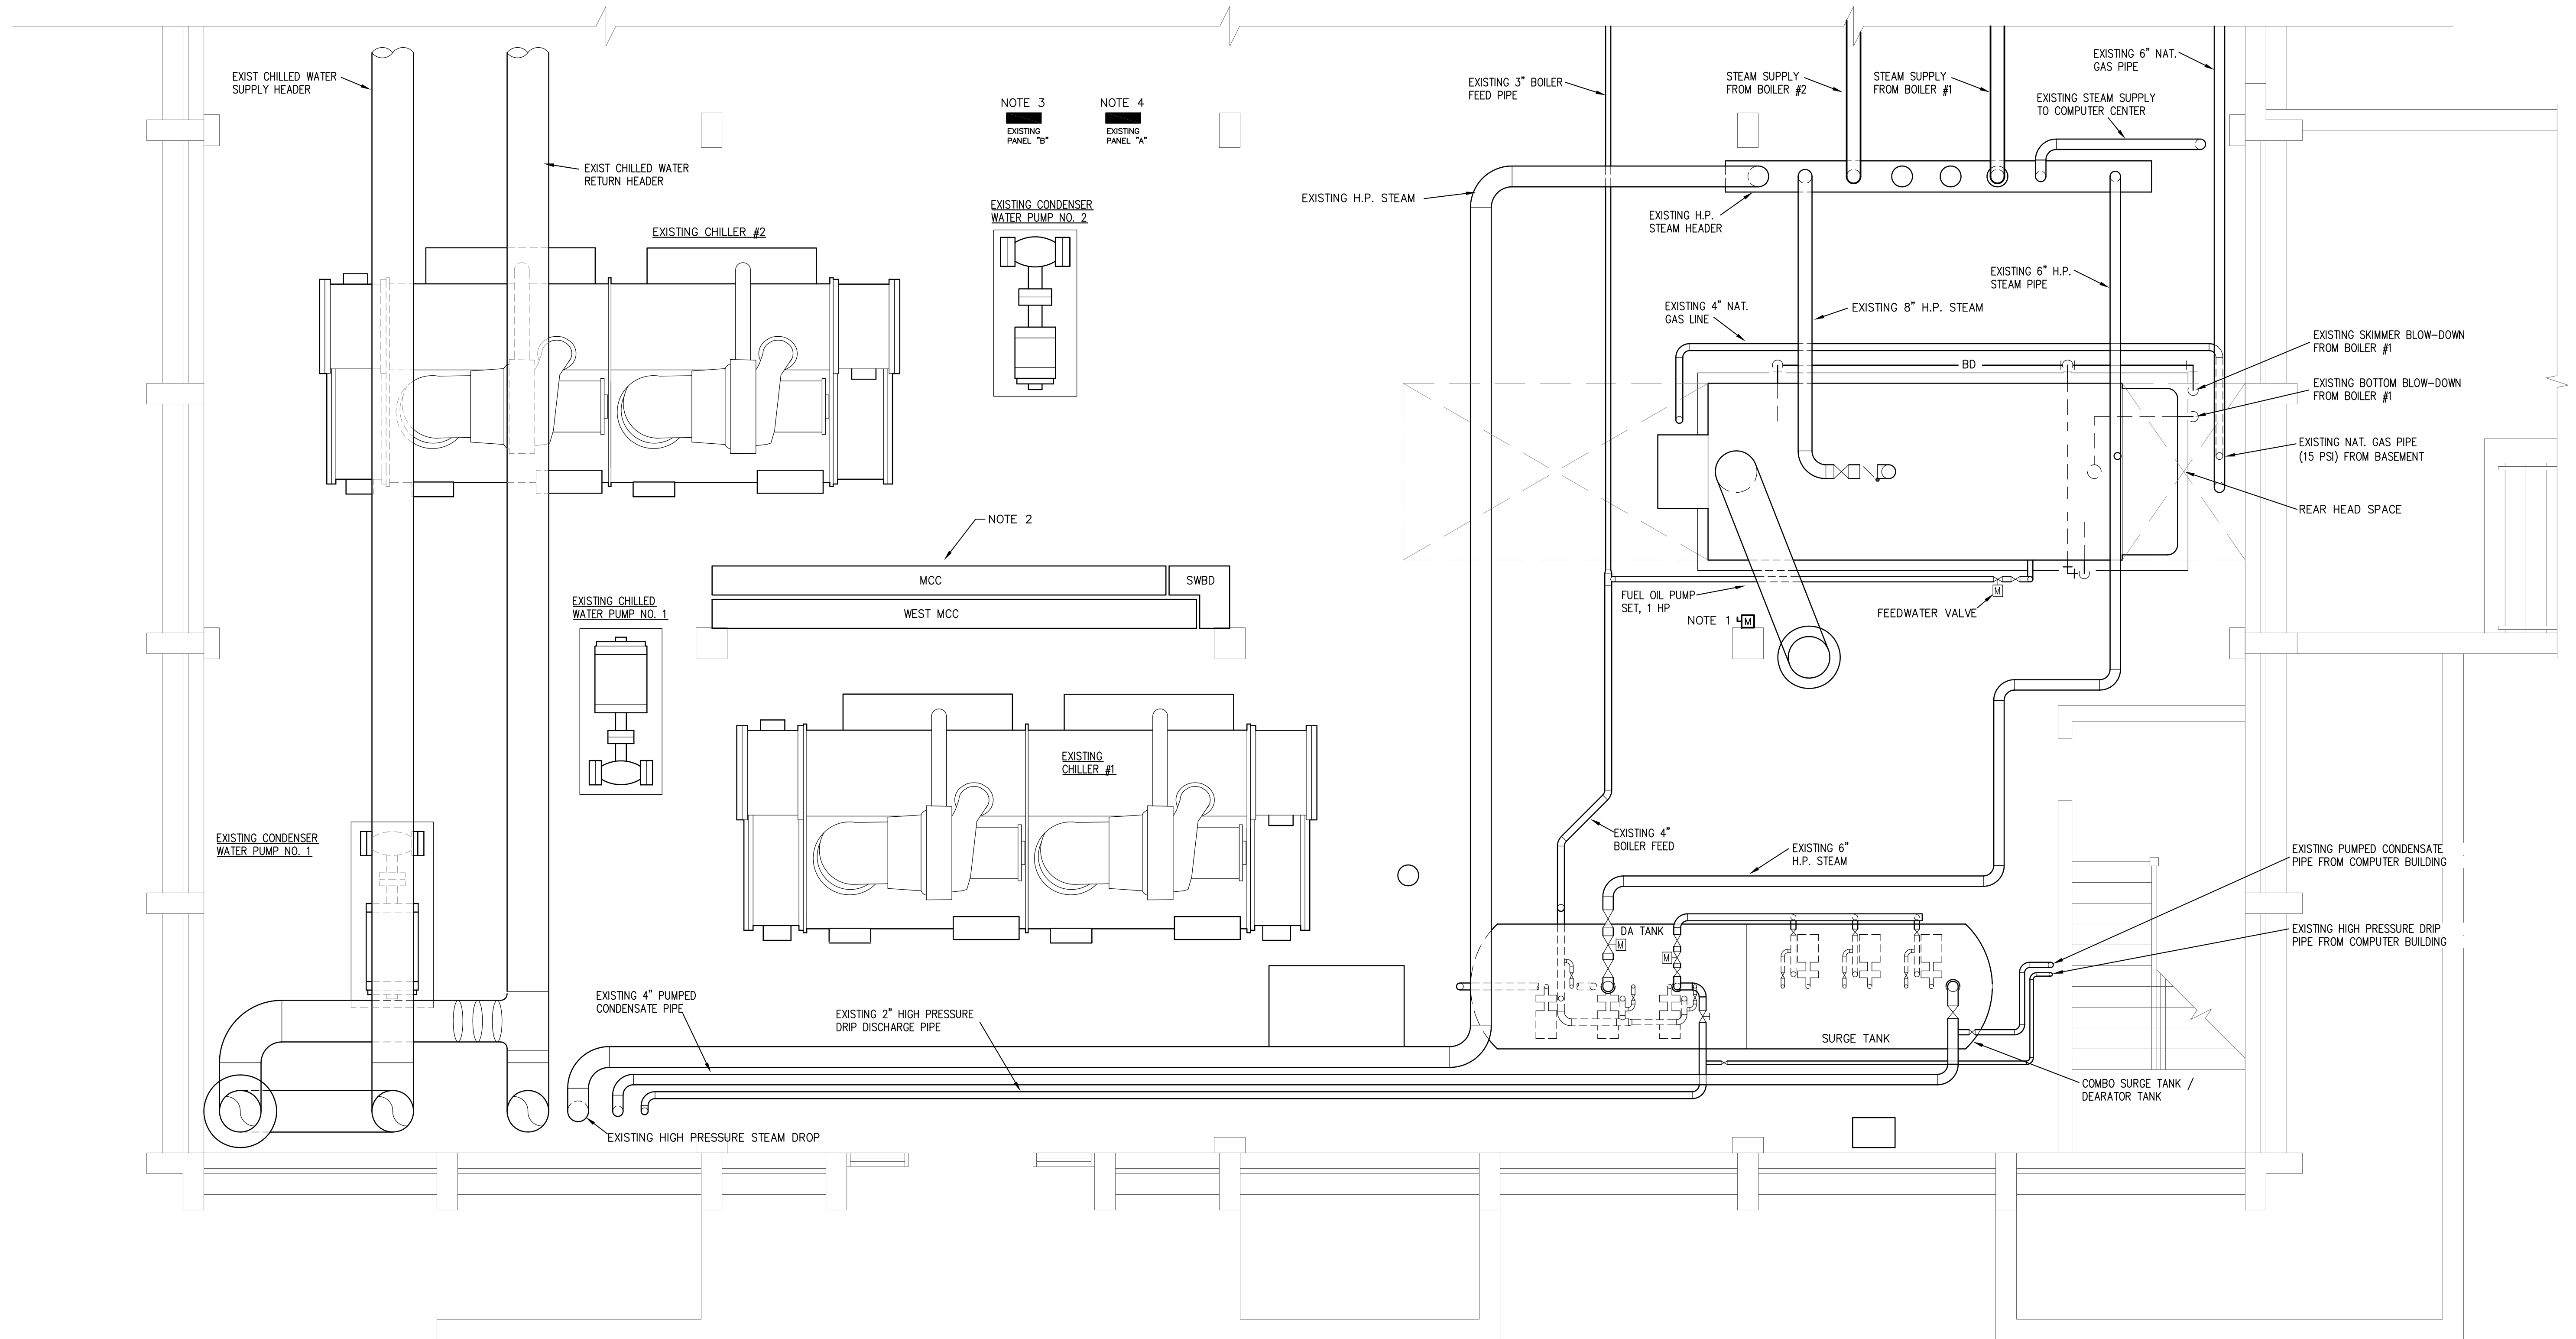 EXIST CHILLED WATER
SUPPLY HEADER
EXIST CHILLED WATER
RETURN HEADER
NOTE 3
EXISTING
PANEL "B"
NOTE 4
EXISTING
PANEL "A"
EXISTING 3" BOILER
FEED PIPE
STEAM SUPPLY
FROM BOILER #2
STEAM SUPPLY
FROM BOILER #1
EXISTING 6" NAT.
GAS PIPE
EXISTING STEAM SUPPLY
TO COMPUTER CENTER
EXISTING H.P. STEAM
EXISTING H.P.
STEAM HEADER
EXISTING CONDENSER
WATER PUMP NO. 2
EXISTING CHILLER #2
EXISTING 6" H.P.
STEAM PIPE
EXISTING 4" NAT.
GAS LINE
EXISTING 8" H.P. STEAM
BD
EXISTING SKIMMER BLOW-DOWN
FROM BOILER #1
EXISTING BOTTOM BLOW-DOWN
FROM BOILER #1
EXISTING NAT. GAS PIPE
(15 PSI) FROM BASEMENT
REAR HEAD SPACE
NOTE 2
MCC
SWBD
WEST MCC
EXISTING CHILLED
WATER PUMP NO. 1
FUEL OIL PUMP
SET, 1 HP
NOTE 1
M
M
FEEDWATER VALVE
EXISTING
CHILLER #1
EXISTING CONDENSER
WATER PUMP NO. 1
EXISTING 4"
BOILER FEED
EXISTING 6"
H.P. STEAM
EXISTING PUMPED CONDENSATE
PIPE FROM COMPUTER BUILDING
EXISTING HIGH PRESSURE DRIP
PIPE FROM COMPUTER BUILDING
DA TANK
M
M
SURGE TANK
EXISTING 4" PUMPED
CONDENSATE PIPE
EXISTING 2" HIGH PRESSURE
DRIP DISCHARGE PIPE
COMBO SURGE TANK /
DEARATOR TANK
EXISTING HIGH PRESSURE STEAM DROP